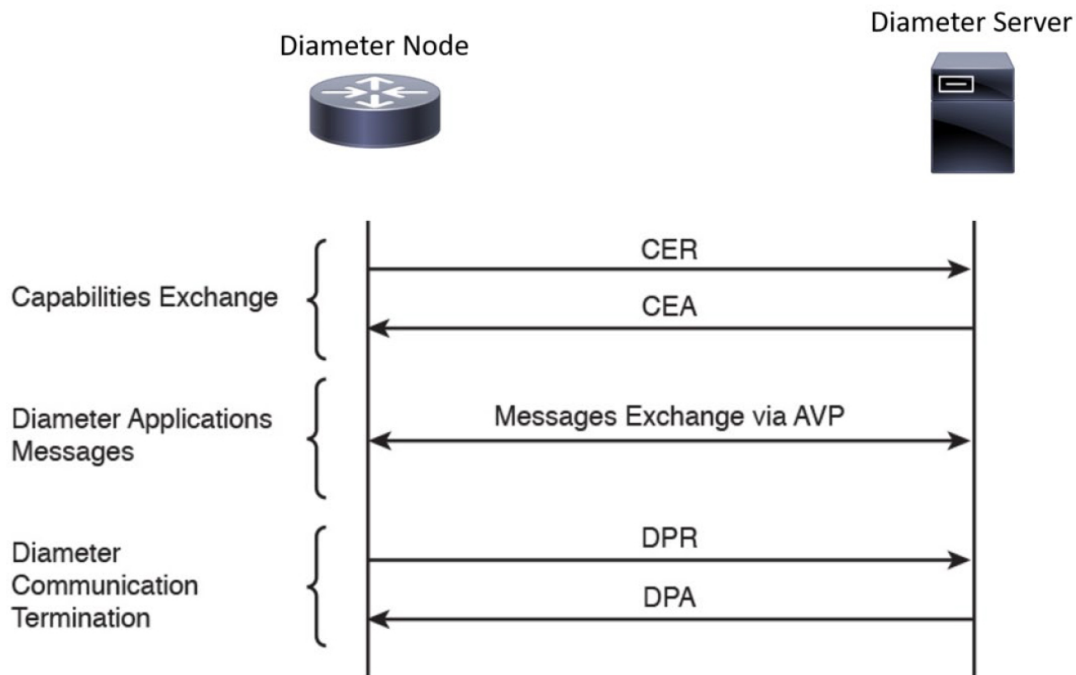 Diameter Node
Diameter Server
Capabilities Exchange
CER
CEA
Diameter Applications
Messages
Messages Exchange via AVP
Diameter
Communication
Termination
DPR
DPA